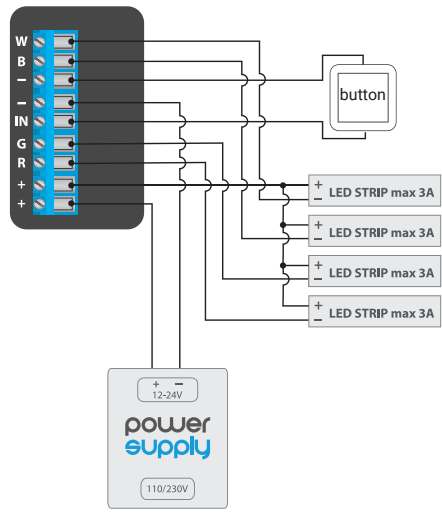 W
B
–
–
IN
G
R
+
+
button
+ LED STRIP max 3A
–
+ LED STRIP max 3A
–
+ LED STRIP max 3A
–
+ LED STRIP max 3A
–
+ –
12-24V
power
supply
110/230V